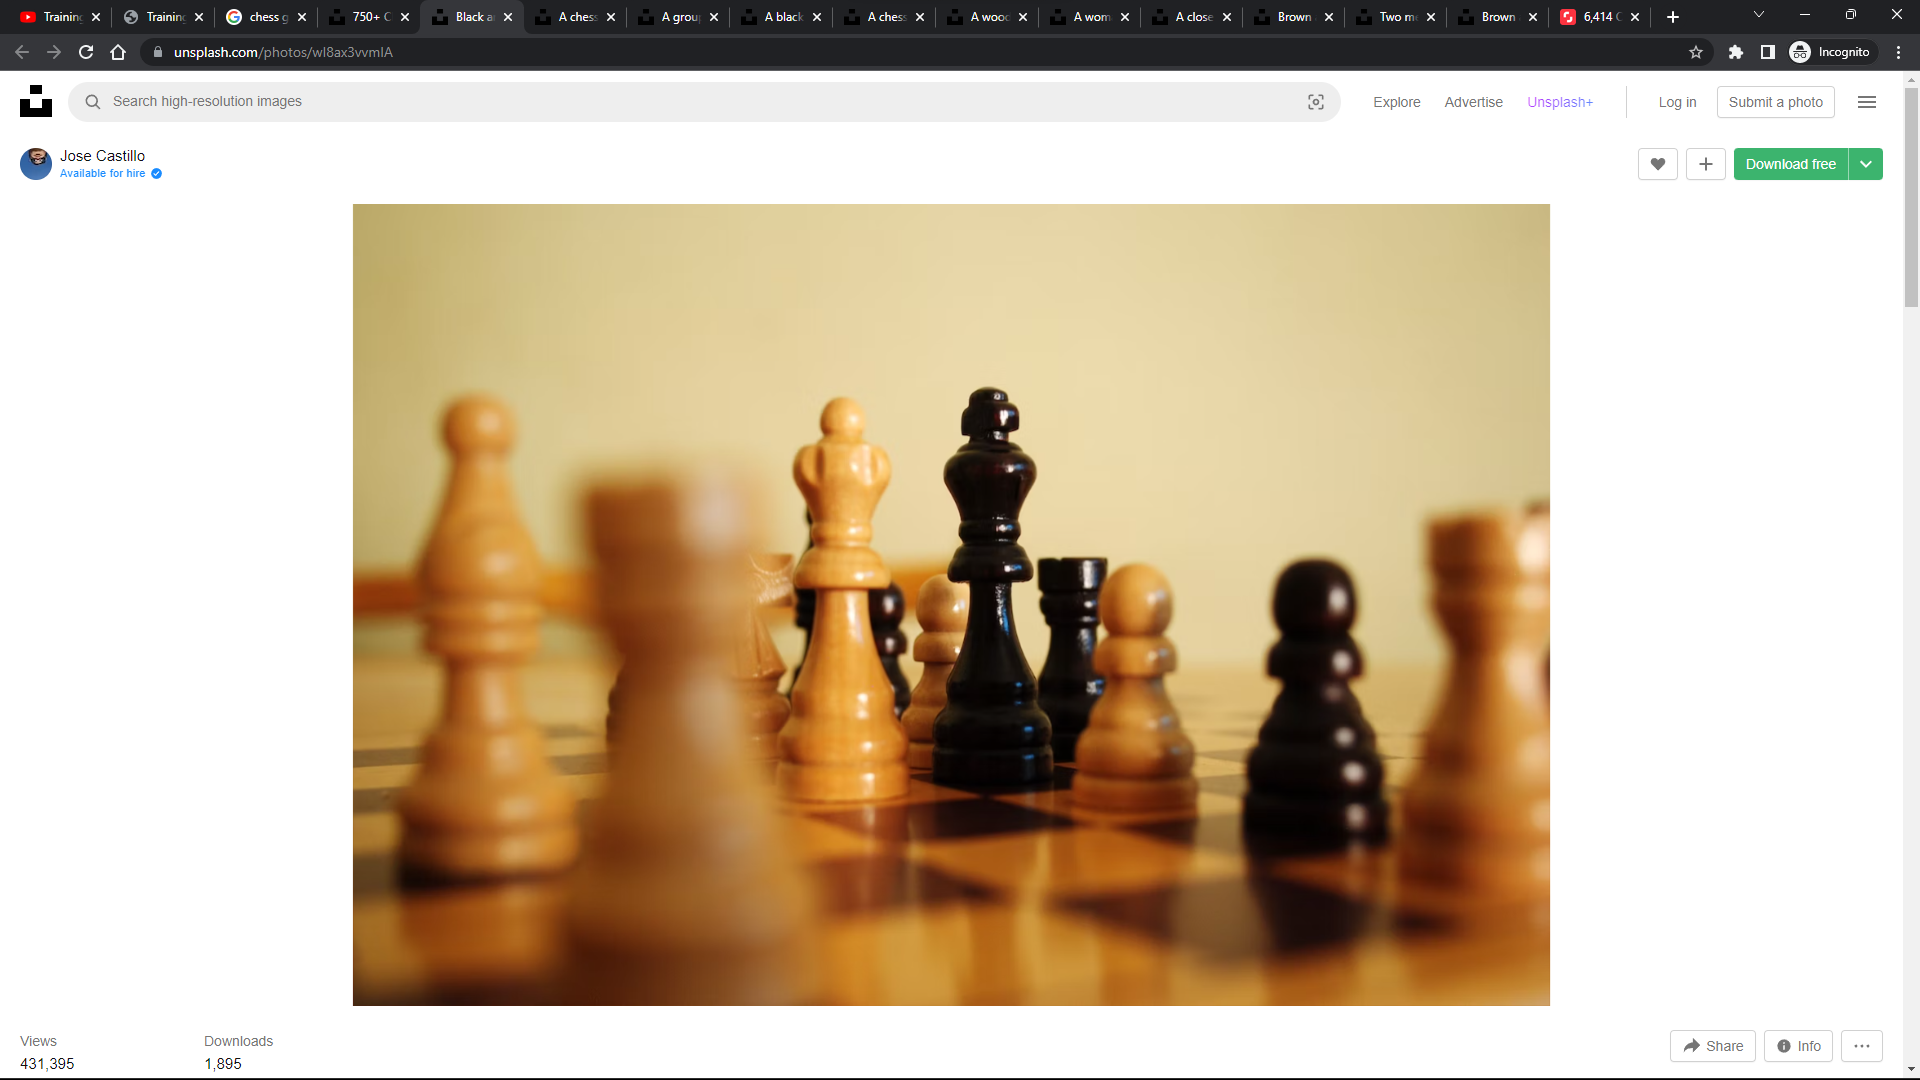 Training
Training
chess g
750+ C
Black a
A chess
A group
A black
A chess
A wood
A wom
A close
Brown
Two m
Brown
6,414 C
unsplash.com/photos/wl8ax3vvmlA
Incognito
Search high-resolution images
Explore
Advertise
Unsplash+
Log in
Submit a photo
Jose Castillo
Available for hire
Download free
Views
431,395
Downloads
1,895
Share
Info